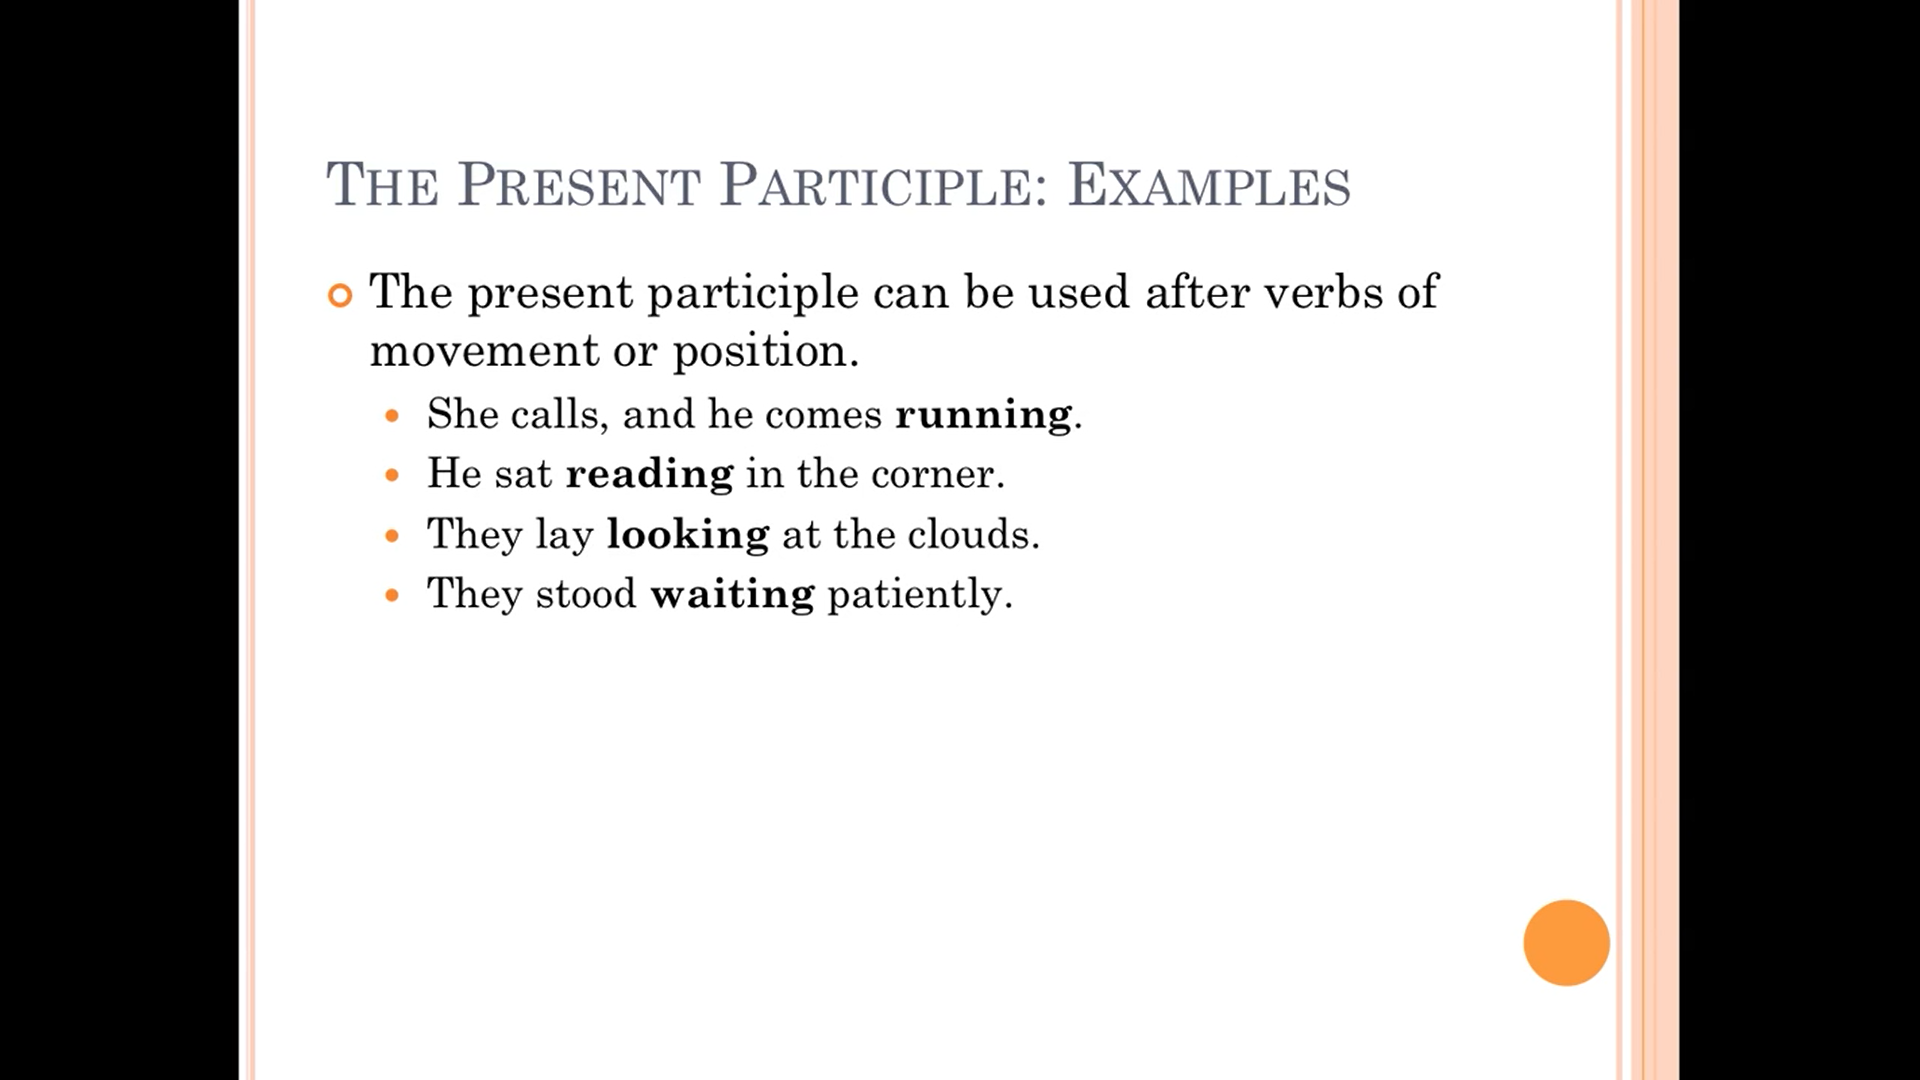 The Present Participle: Examples
The present participle can be used after verbs of
movement or position.
She calls, and he comes running.
He sat reading in the corner.
They lay looking at the clouds.
They stood waiting patiently.